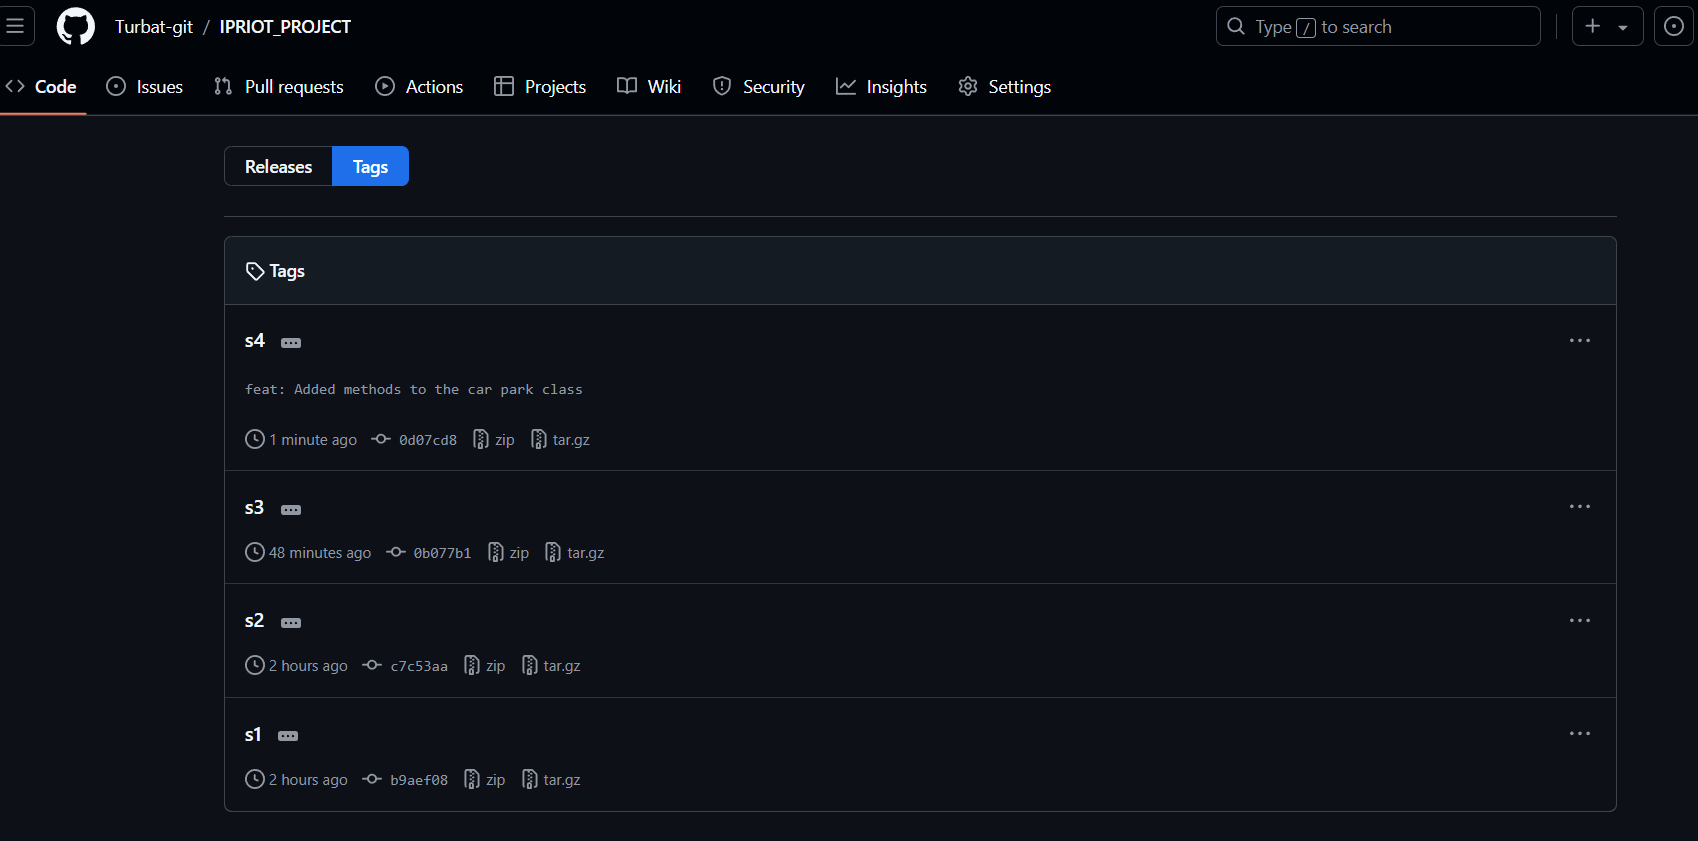 Turbat-git / IPRIOT_PROJECT
Type / to search
Code Issues Pull requests Actions Projects Wiki Security Insights Settings
Releases Tags
Tags
s4
feat: Added methods to the car park class
1 minute ago 0d07cd8 zip tar.gz
s3
48 minutes ago 0b077b1 zip tar.gz
s2
2 hours ago c7c53aa zip tar.gz
s1
2 hours ago b9aef08 zip tar.gz